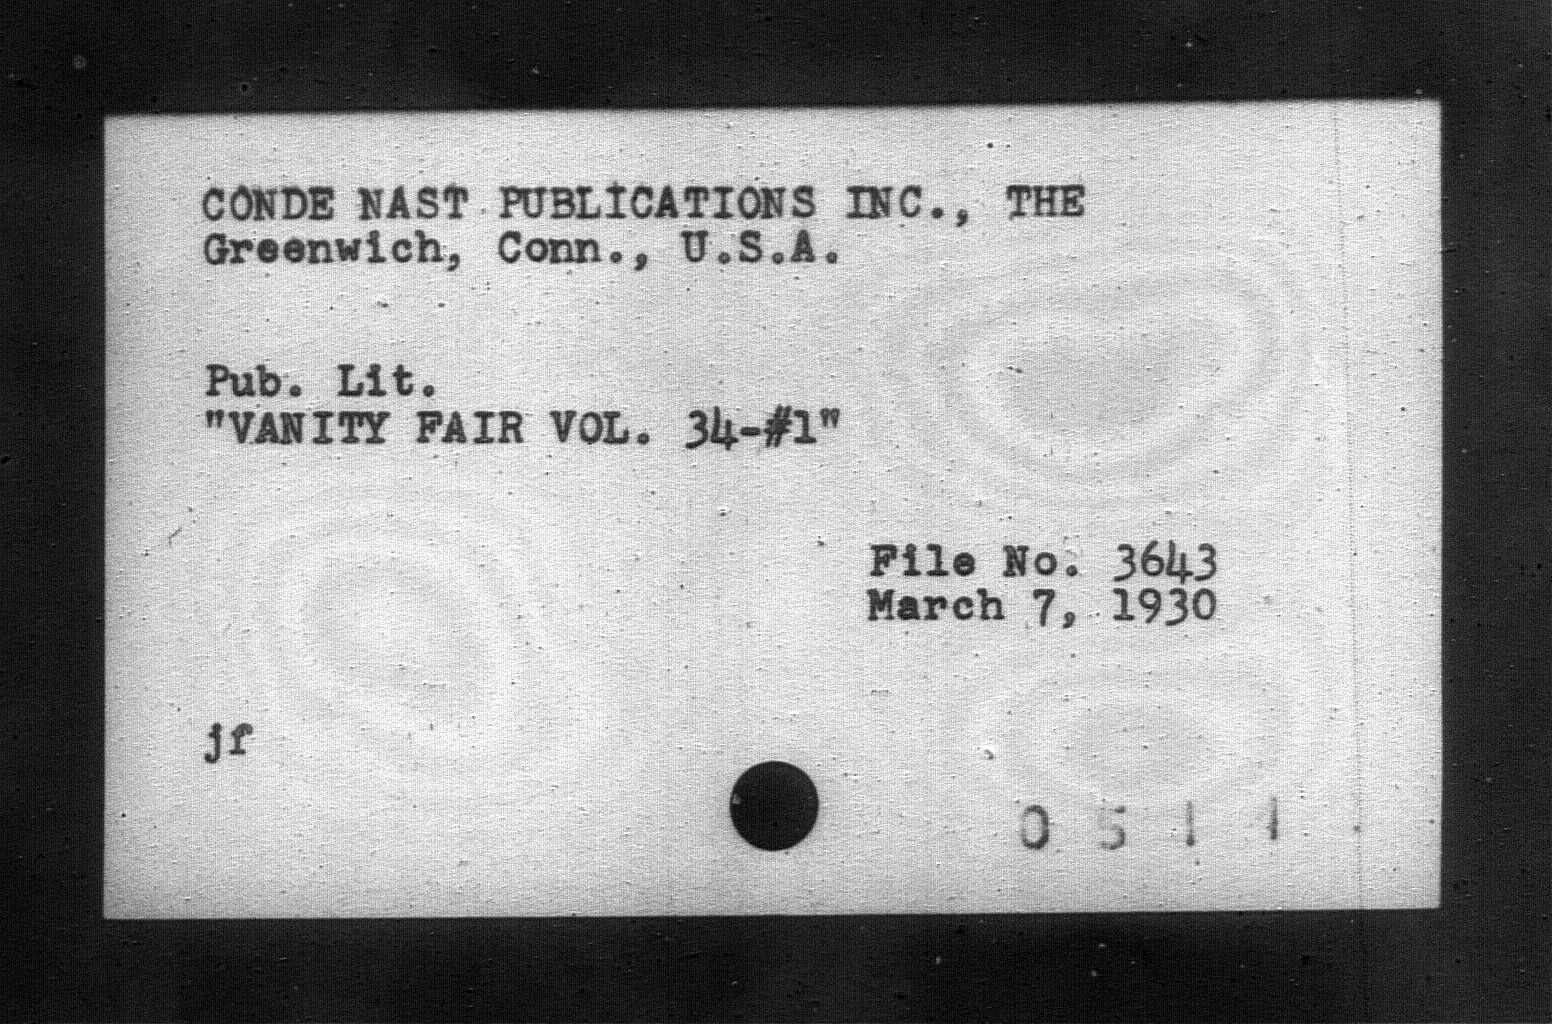 CONDE NAST PUBLICATIONS INC., THE
Greenwich, Conn., U.S.A.
Pub. Lit.
"VANITY FAIR VOL. 34-#1"
File No. 3643
March 7, 1930
jf
0 5 1 1